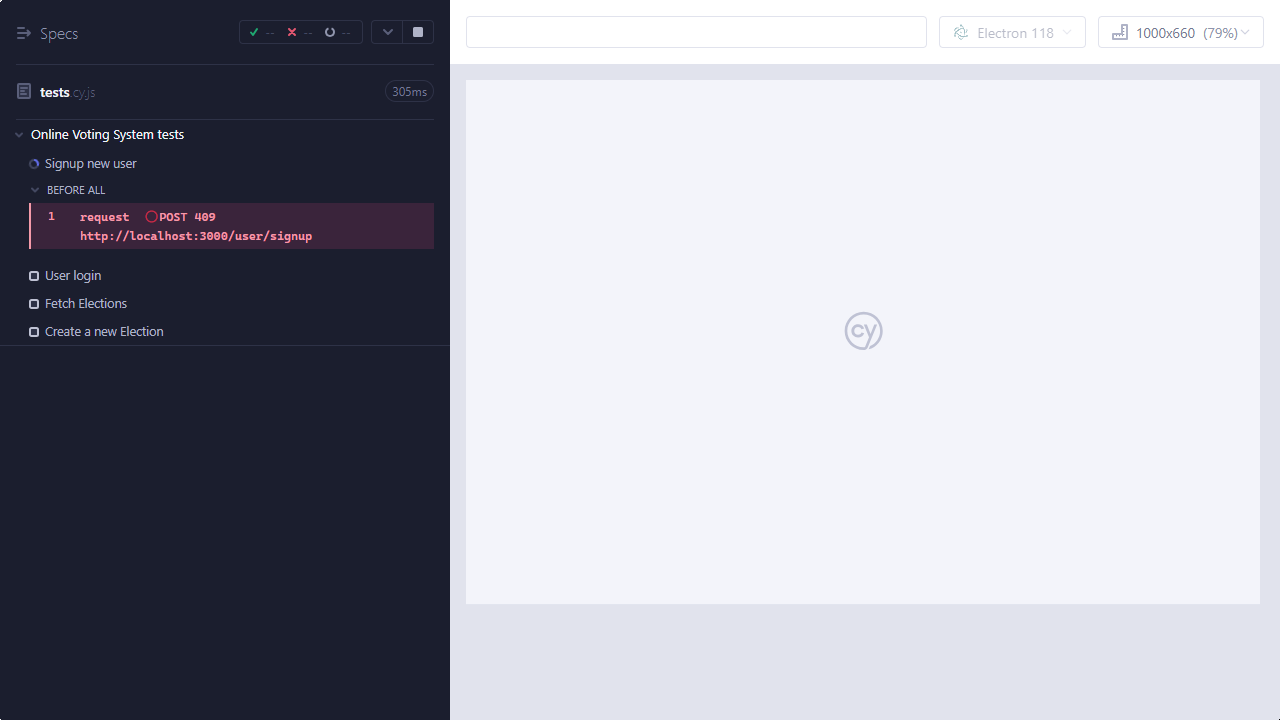 Specs
-- -- --
Electron 118
1000x660 (79%)
tests.cy.js
305ms
Online Voting System tests
Signup new user
BEFORE ALL
1 request POST 409
http://localhost:3000/user/signup
User login
Fetch Elections
Create a new Election
cy